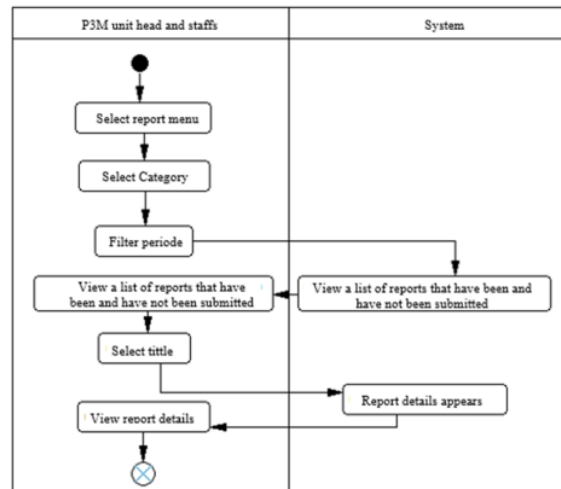 P3M unit head and staffs
System
Select report menu
Select Category
Filter periode
View a list of reports that have
been and have not been submitted
View a list of reports that have been and
have not been submitted
Select tittle
Report details appears
View report details